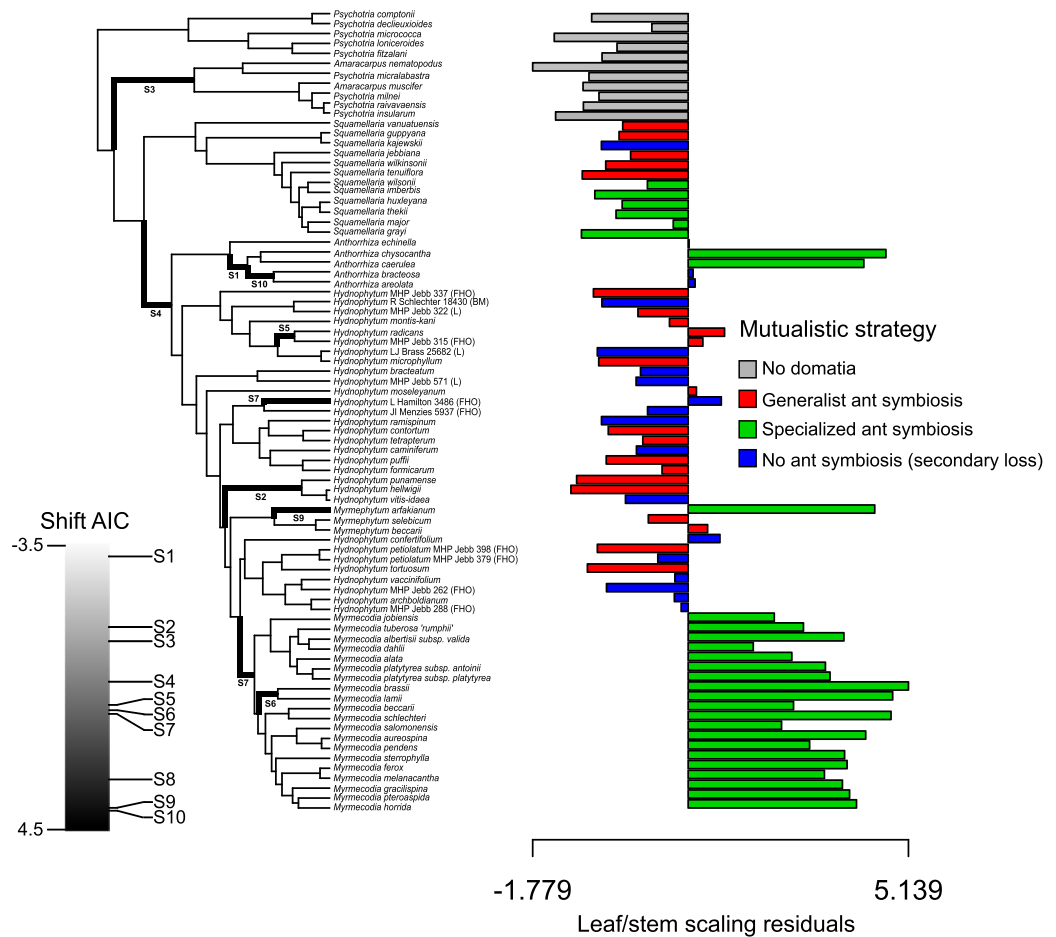 Psychotria comptonii
Psychotria declieuxioides
Psychotria micrococca
Psychotria loniceroides
Psychotria fitzalani
Amaracarpus nematopodus
Psychotria micralabastra
Amaracarpus muscifer
Psychotria milnei
Psychotria raivavaensis
Psychotria insularum
Squamellaria vanuatuensis
Squamellaria guppyana
Squamellaria kajewskii
Squamellaria jebbiana
Squamellaria wilkinsonii
Squamellaria tenuiflora
Squamellaria wilsonii
Squamellaria imberbis
Squamellaria huxleyana
Squamellaria thekii
Squamellaria major
Squamellaria grayi
Anthorrhiza echinella
Anthorrhiza chysocantha
Anthorrhiza caerulea
Anthorrhiza bracteosa
Anthorrhiza areolata
Hydnophytum MHP Jebb 337 (FHO)
Hydnophytum R Schlechter 18430 (BM)
Hydnophytum MHP Jebb 322 (L)
Hydnophytum montis-kani
Hydnophytum radicans
Hydnophytum MHP Jebb 315 (FHO)
Hydnophytum LJ Brass 25682 (L)
Hydnophytum microphyllum
Hydnophytum bracteatum
Hydnophytum MHP Jebb 571 (L)
Hydnophytum moseleyanum
Hydnophytum L Hamilton 3486 (FHO)
Hydnophytum JI Menzies 5937 (FHO)
Hydnophytum ramispinum
Hydnophytum contortum
Hydnophytum tetrapterum
Hydnophytum caminiferum
Hydnophytum puffii
Hydnophytum formicarum
Hydnophytum punamense
Hydnophytum hellwigii
Hydnophytum vitis-idaea
Myrmephytum arfakianum
Myrmephytum selebicum
Myrmephytum beccarii
Hydnophytum confertifolium
Hydnophytum petiolatum MHP Jebb 398 (FHO)
Hydnophytum petiolatum MHP Jebb 379 (FHO)
Hydnophytum tortuosum
Hydnophytum vaccinifolium
Hydnophytum MHP Jebb 262 (FHO)
Hydnophytum archboldianum
Hydnophytum MHP Jebb 288 (FHO)
Myrmecodia jobiensis
Myrmecodia tuberosa 'rumphii'
Myrmecodia albertisii subsp. valida
Myrmecodia dahlii
Myrmecodia alata
Myrmecodia platytyrea subsp. antoinii
Myrmecodia platytyrea subsp. platytyrea
Myrmecodia brassii
Myrmecodia lamii
Myrmecodia beccarii
Myrmecodia schlechteri
Myrmecodia salomonensis
Myrmecodia aureospina
Myrmecodia pendens
Myrmecodia sterrophylla
Myrmecodia ferox
Myrmecodia melanacantha
Myrmecodia gracilispina
Myrmecodia pteroaspida
Myrmecodia horrida
S3
S1
S10
S4
S5
S7
S2
S9
S7
S6
Mutualistic strategy
No domatia
Generalist ant symbiosis
Specialized ant symbiosis
No ant symbiosis (secondary loss)
Shift AIC
-3.5
4.5
S1
S2
S3
S4
S5
S6
S7
S8
S9
S10
-1.779
5.139
Leaf/stem scaling residuals